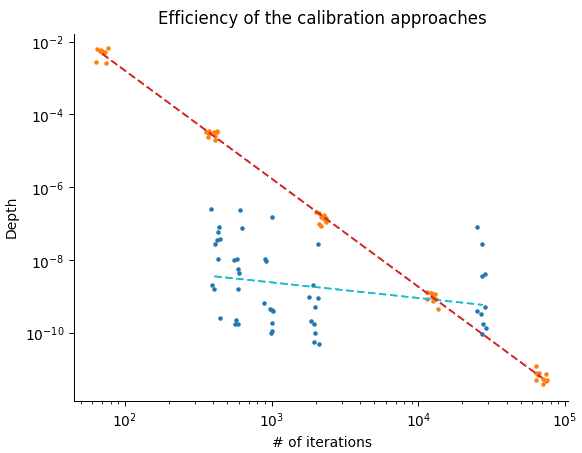 Efficiency of the calibration approaches
Depth
10⁻²
10⁻⁴
10⁻⁶
10⁻⁸
10⁻¹⁰
10² 10³ 10⁴ 10⁵
# of iterations